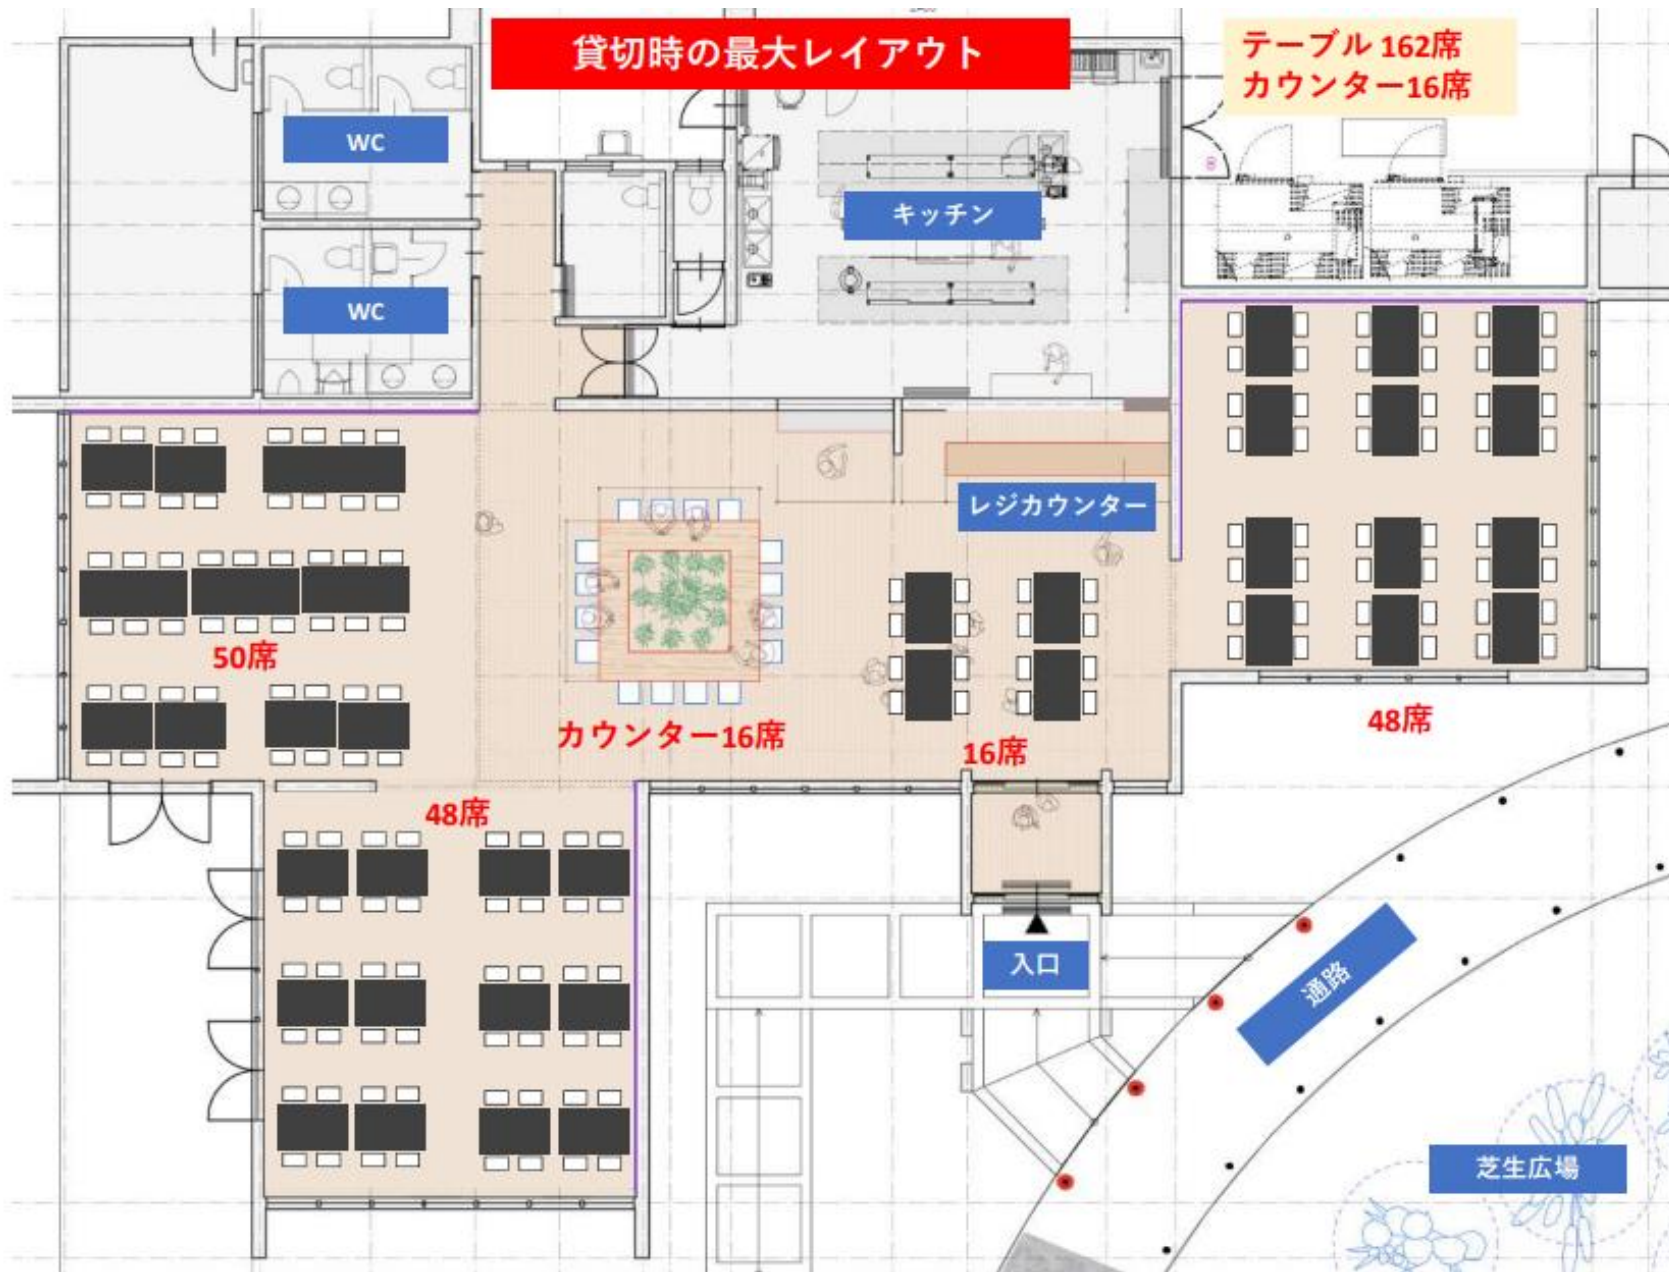 貸切時の最大レイアウト
テーブル 162席
カウンター16席
WC
キッチン
WC
レジカウンター
50席
カウンター16席
16席
48席
48席
入口
通路
芝生広場